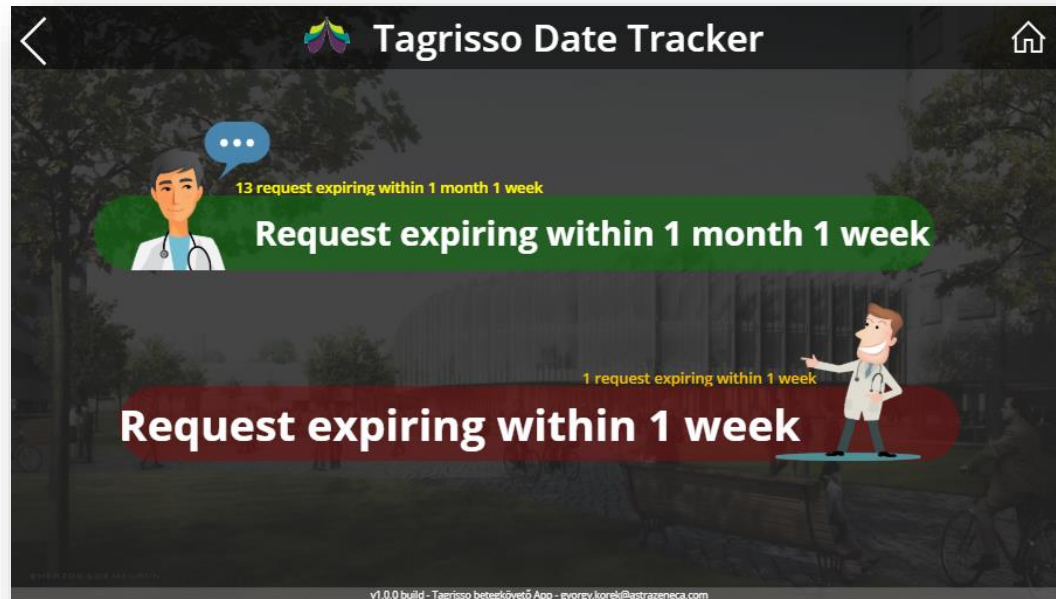 Tagrisso Date Tracker
13 request expiring within 1 month 1 week
Request expiring within 1 month 1 week
1 request expiring within 1 week
Request expiring within 1 week
v1.0.0 build - Tagrisso betegkövető App - gyorgy.korek@astrazeneca.com